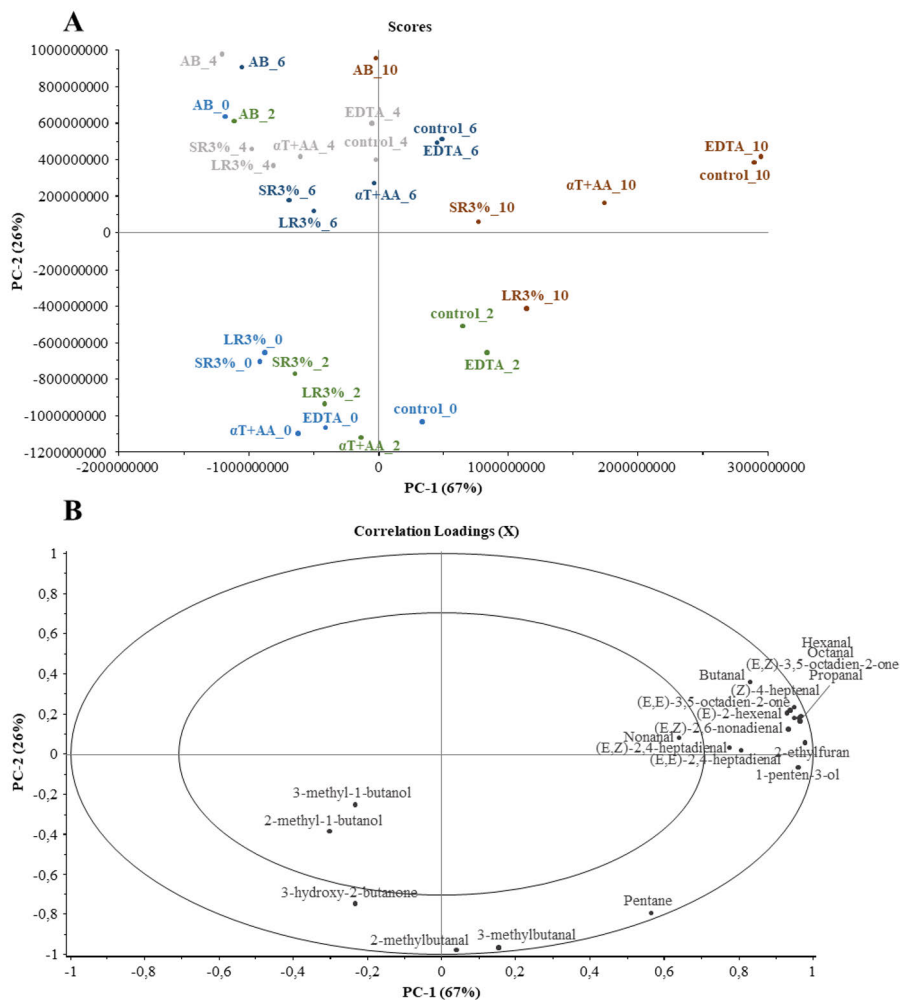 A
Scores
1000000000
800000000
600000000
400000000
200000000
0
-200000000
-400000000
-600000000
-800000000
-1000000000
-1200000000
PC-2 (26%)
AB_4
AB_6
AB_10
AB_0
AB_2
EDTA_4
control_6
SR3%_4
αT+AA_4
control_4
EDTA_6
EDTA_10
LR3%_4
control_10
SR3%_6
αT+AA_6
αT+AA_10
LR3%_6
SR3%_10
LR3%_10
control_2
LR3%_0
SR3%_0
SR3%_2
EDTA_2
LR3%_2
αT+AA_0
EDTA_0
control_0
αT+AA_2
-2000000000
-1000000000
0
1000000000
2000000000
3000000000
PC-1 (67%)
B
Correlation Loadings (X)
1
0,8
0,6
0,4
0,2
0
-0,2
-0,4
-0,6
-0,8
-1
PC-2 (26%)
Hexanal
Octanal
(E,Z)-3,5-octadien-2-one
Butanal
Propanal
(Z)-4-heptenal
(E,E)-3,5-octadien-2-one
(E)-2-hexenal
(E,Z)-2,6-nonadienal
Nonanal
(E,Z)-2,4-heptadienal
2-ethylfuran
(E,E)-2,4-heptadienal
1-penten-3-ol
3-methyl-1-butanol
2-methyl-1-butanol
3-hydroxy-2-butanone
Pentane
2-methylbutanal
3-methylbutanal
-1
-0,8
-0,6
-0,4
-0,2
0
0,2
0,4
0,6
0,8
1
PC-1 (67%)